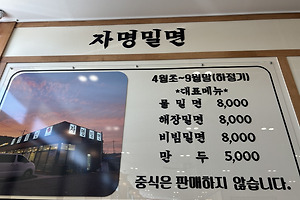 자명밀면
4월초~9월말(하절기)
*대표메뉴*
물 밀 면 8,000
해장밀면 8,000
비빔밀면 8,000
만 두 5,000
중식은 판매하지 않습니다.